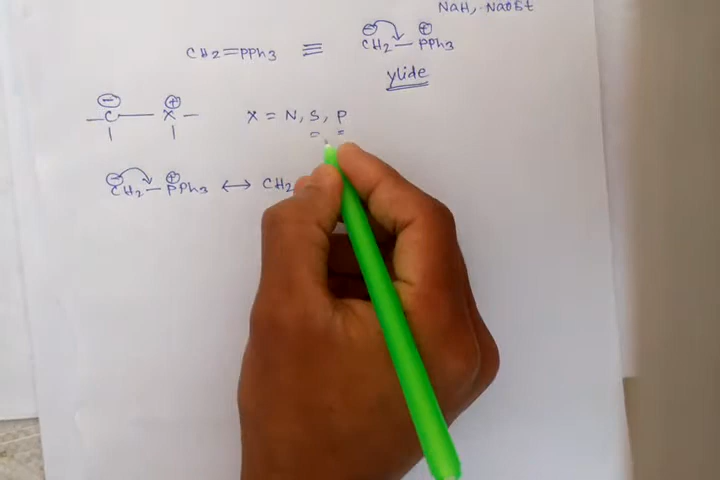 NaH, NaOEt
CH2=PPh3 ≡ ⊖CH2—⊕PPh3
ylide
—⊖C—⊕X— X = N, S, P
⊖CH2—⊕PPh3 ↔ CH2